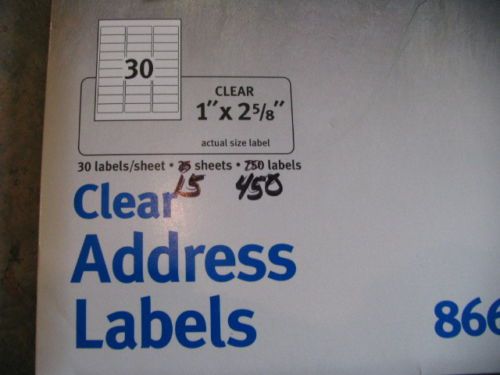 30
CLEAR
1" x 2 5/8"
actual size label
30 labels/sheet • 25 sheets • 750 labels
15 450
Clear
Address
Labels
866